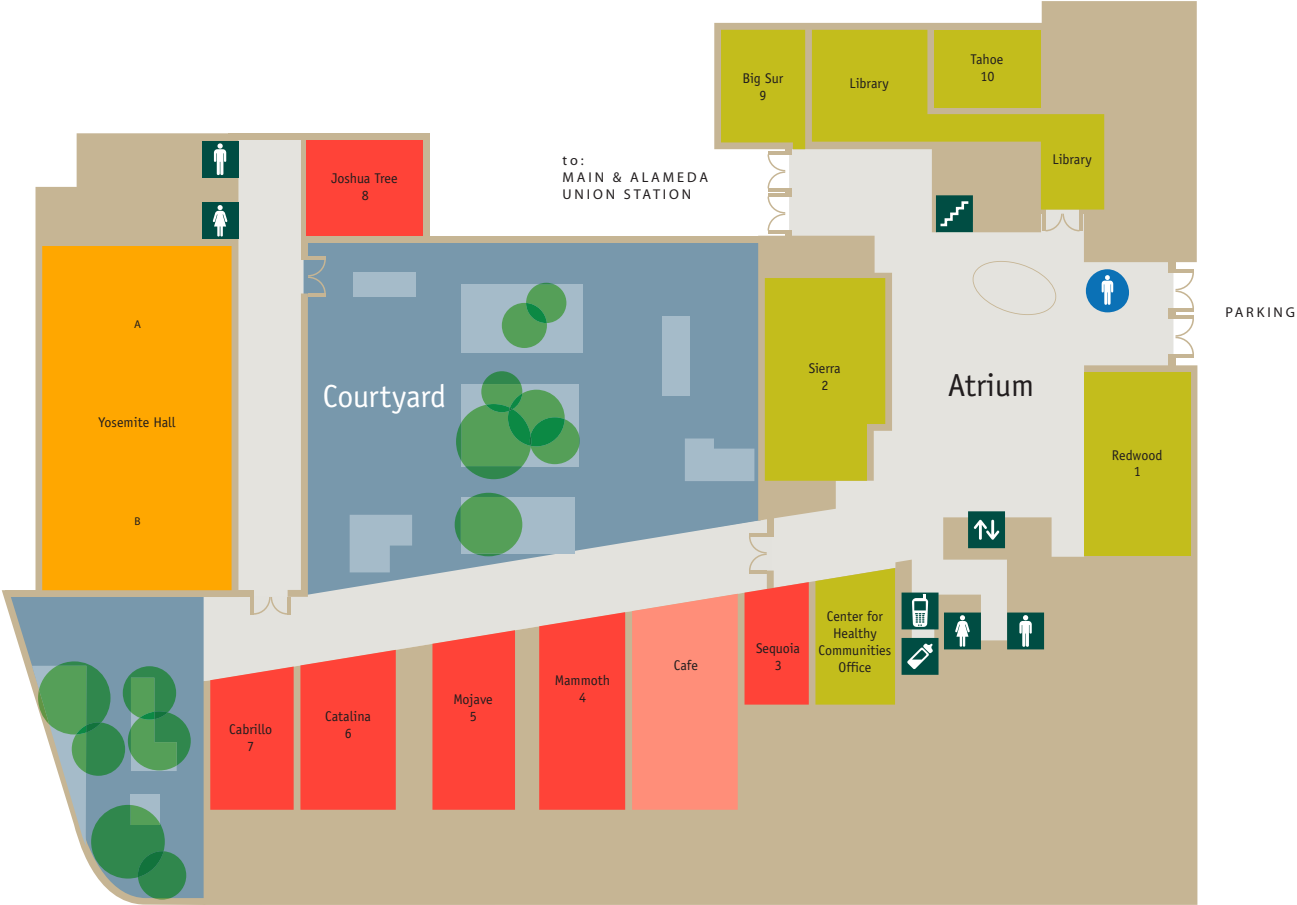 Big Sur
9
Library
Tahoe
10
Library
to:
MAIN & ALAMEDA
UNION STATION
Joshua Tree
8
PARKING
A
Yosemite Hall
B
Courtyard
Sierra
2
Atrium
Redwood
1
Center for
Healthy
Communities
Office
Sequoia
3
Cafe
Mammoth
4
Mojave
5
Catalina
6
Cabrillo
7